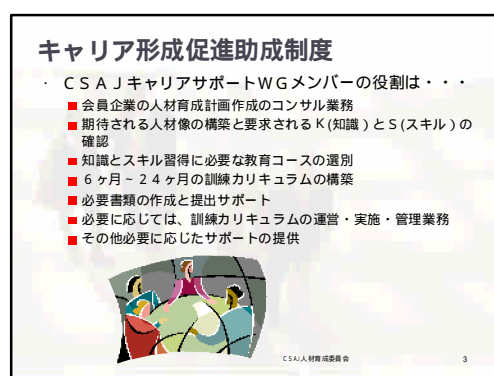 キャリア形成促進助成制度
・ ＣＳＡＪキャリアサポートＷＧメンバーの役割は・・・
■ 会員企業の人材育成計画作成のコンサル業務
■ 期待される人材像の構築と要求されるＫ(知識)とＳ(スキル)の
確認
■ 知識とスキル習得に必要な教育コースの選別
■ ６ヶ月～２４ヶ月の訓練カリキュラムの構築
■ 必要書類の作成と提出サポート
■ 必要に応じては、訓練カリキュラムの運営・実施・管理業務
■ その他必要に応じたサポートの提供
ＣＳＡＪ人材育成委員会
3